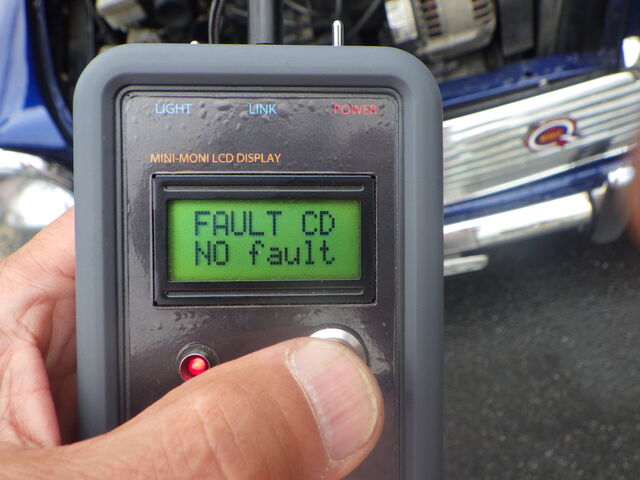 LIGHT LINK POWER
MINI-MONI LCD DISPLAY
FAULT CD
NO fault